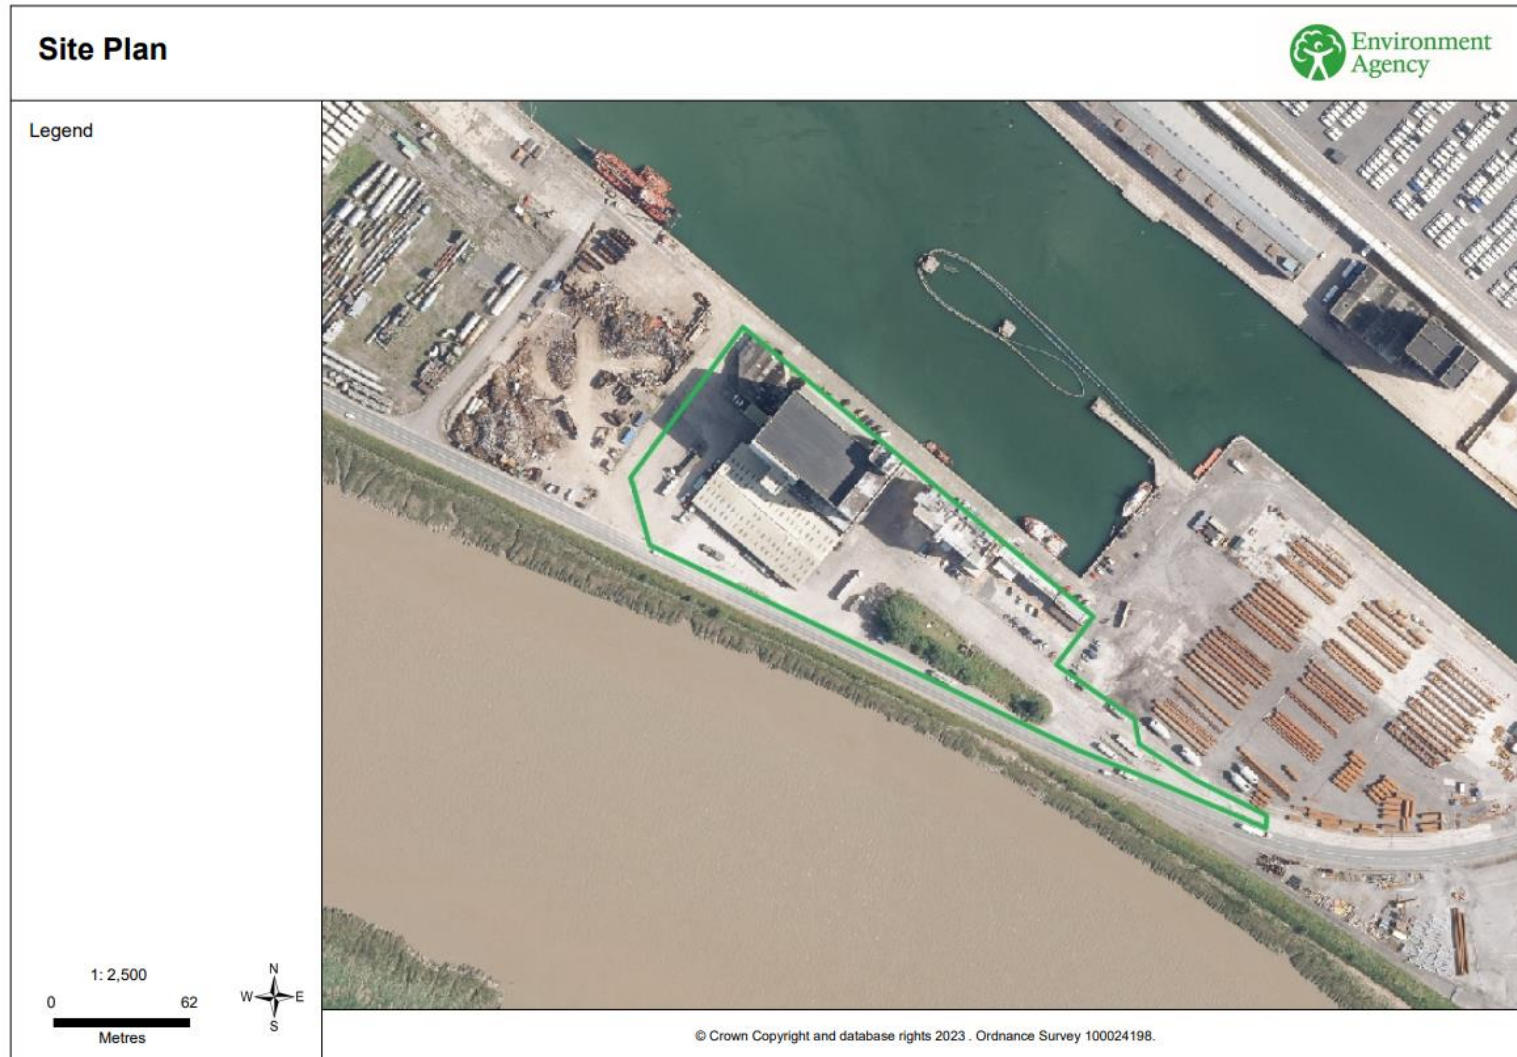 Site Plan
Environment
Agency
Legend
1: 2,500
0 62
Metres
N
W E
S
© Crown Copyright and database rights 2023 . Ordnance Survey 100024198.